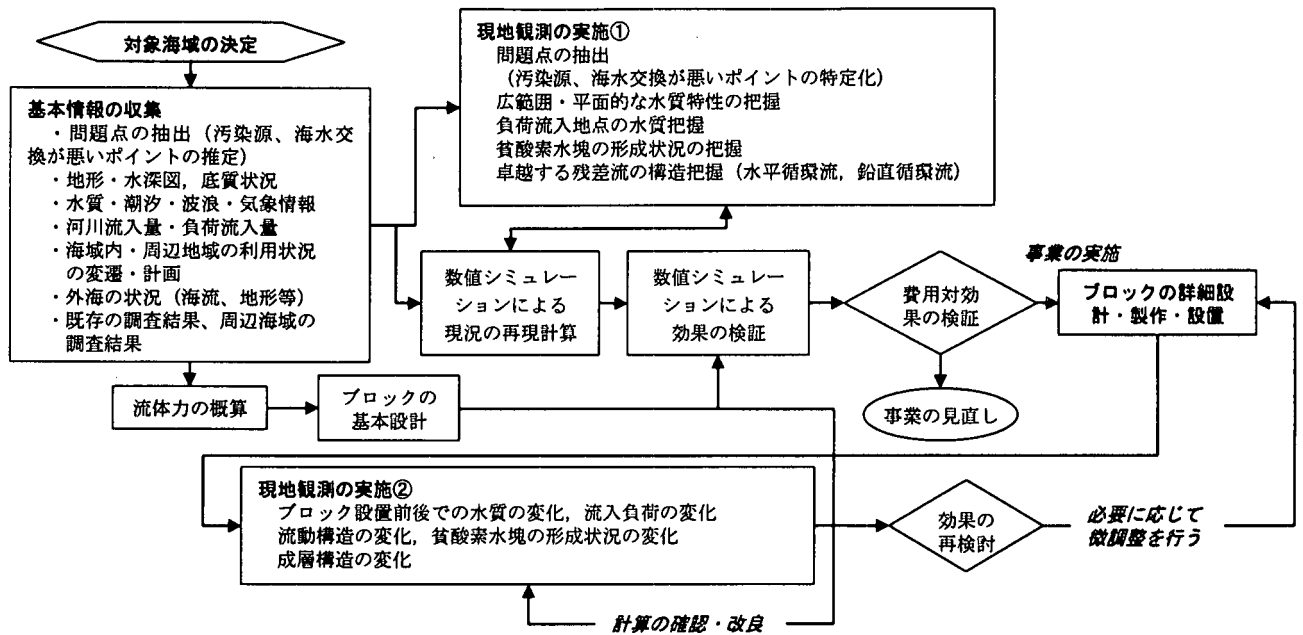 対象海域の決定
基本情報の収集
・問題点の抽出（汚染源、海水交
換が悪いポイントの推定）
・地形・水深図，底質状況
・水質・潮汐・波浪・気象情報
・河川流入量・負荷流入量
・海域内・周辺地域の利用状況
の変遷・計画
・外海の状況（海流、地形等）
・既存の調査結果、周辺海域の
調査結果
現地観測の実施①
問題点の抽出
（汚染源、海水交換が悪いポイントの特定化）
広範囲・平面的な水質特性の把握
負荷流入地点の水質把握
貧酸素水塊の形成状況の把握
卓越する残差流の構造把握（水平循環流，鉛直循環流）
数値シミュレー
ションによる
現況の再現計算
数値シミュレー
ションによる
効果の検証
費用対効
果の検証
事業の実施
ブロックの詳細設
計・製作・設置
事業の見直し
流体力の概算
ブロックの
基本設計
現地観測の実施②
ブロック設置前後での水質の変化，流入負荷の変化
流動構造の変化，貧酸素水塊の形成状況の変化
成層構造の変化
効果の
再検討
必要に応じて
微調整を行う
計算の確認・改良